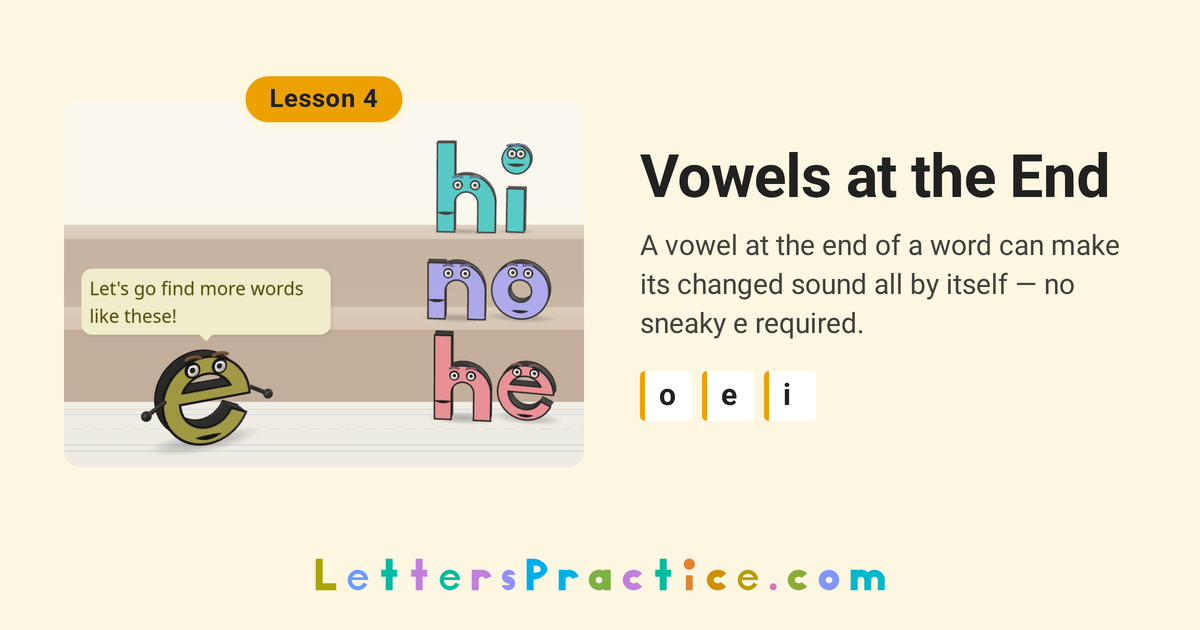 Lesson 4
hi
no
he
Let's go find more words
like these!
e
Vowels at the End
A vowel at the end of a word can make
its changed sound all by itself — no
sneaky e required.
o e i
LettersPractice.com